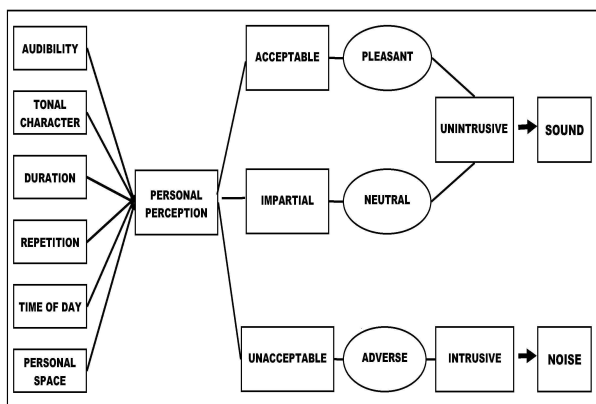 AUDIBILITY
TONAL
CHARACTER
DURATION
REPETITION
TIME OF DAY
PERSONAL
SPACE
PERSONAL
PERCEPTION
ACCEPTABLE
PLEASANT
IMPARTIAL
NEUTRAL
UNINTRUSIVE
SOUND
UNACCEPTABLE
ADVERSE
INTRUSIVE
NOISE